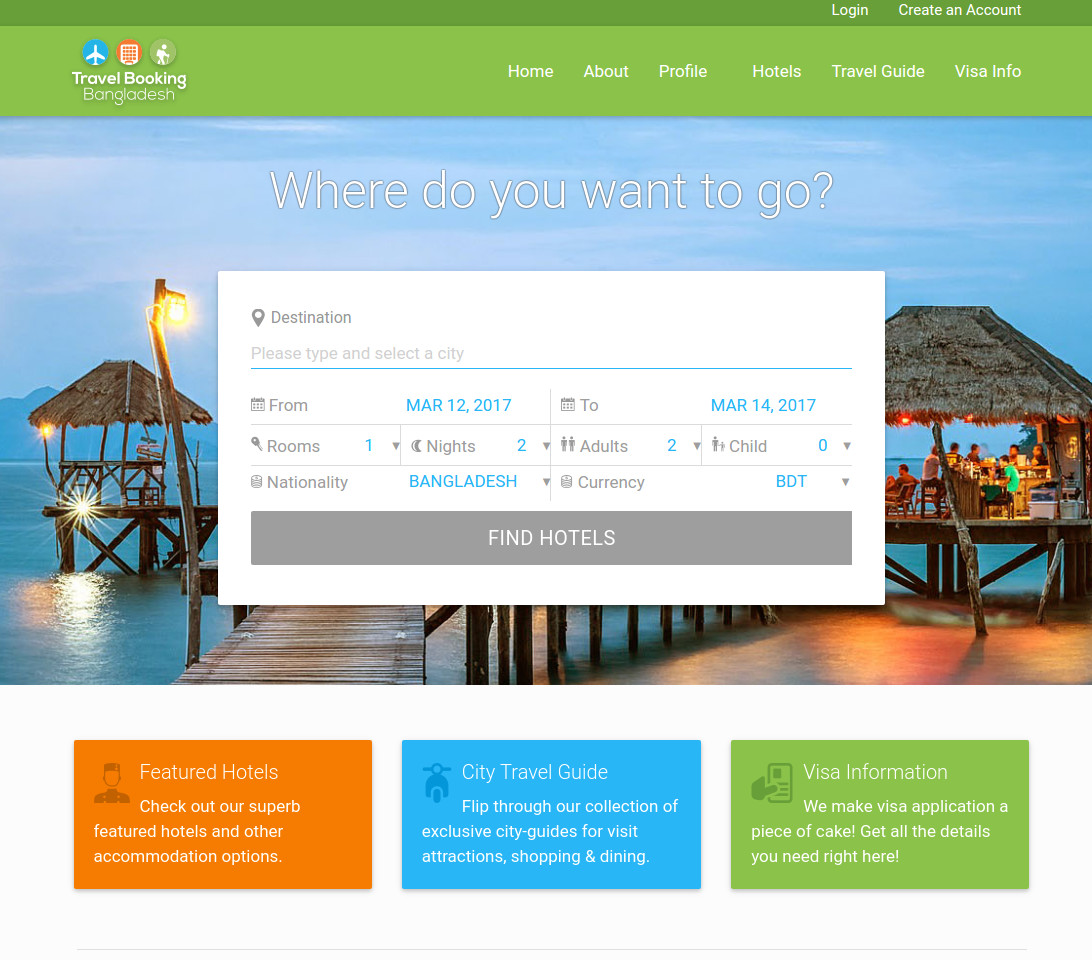 Login Create an Account
Travel Booking
Bangladesh
Home About Profile Hotels Travel Guide Visa Info
Where do you want to go?
Destination
Please type and select a city
From MAR 12, 2017 To MAR 14, 2017
Rooms 1 Nights 2 Adults 2 Child 0
Nationality BANGLADESH Currency BDT
FIND HOTELS
Featured Hotels
Check out our superb
featured hotels and other
accommodation options.
City Travel Guide
Flip through our collection of
exclusive city-guides for visit
attractions, shopping & dining.
Visa Information
We make visa application a
piece of cake! Get all the details
you need right here!